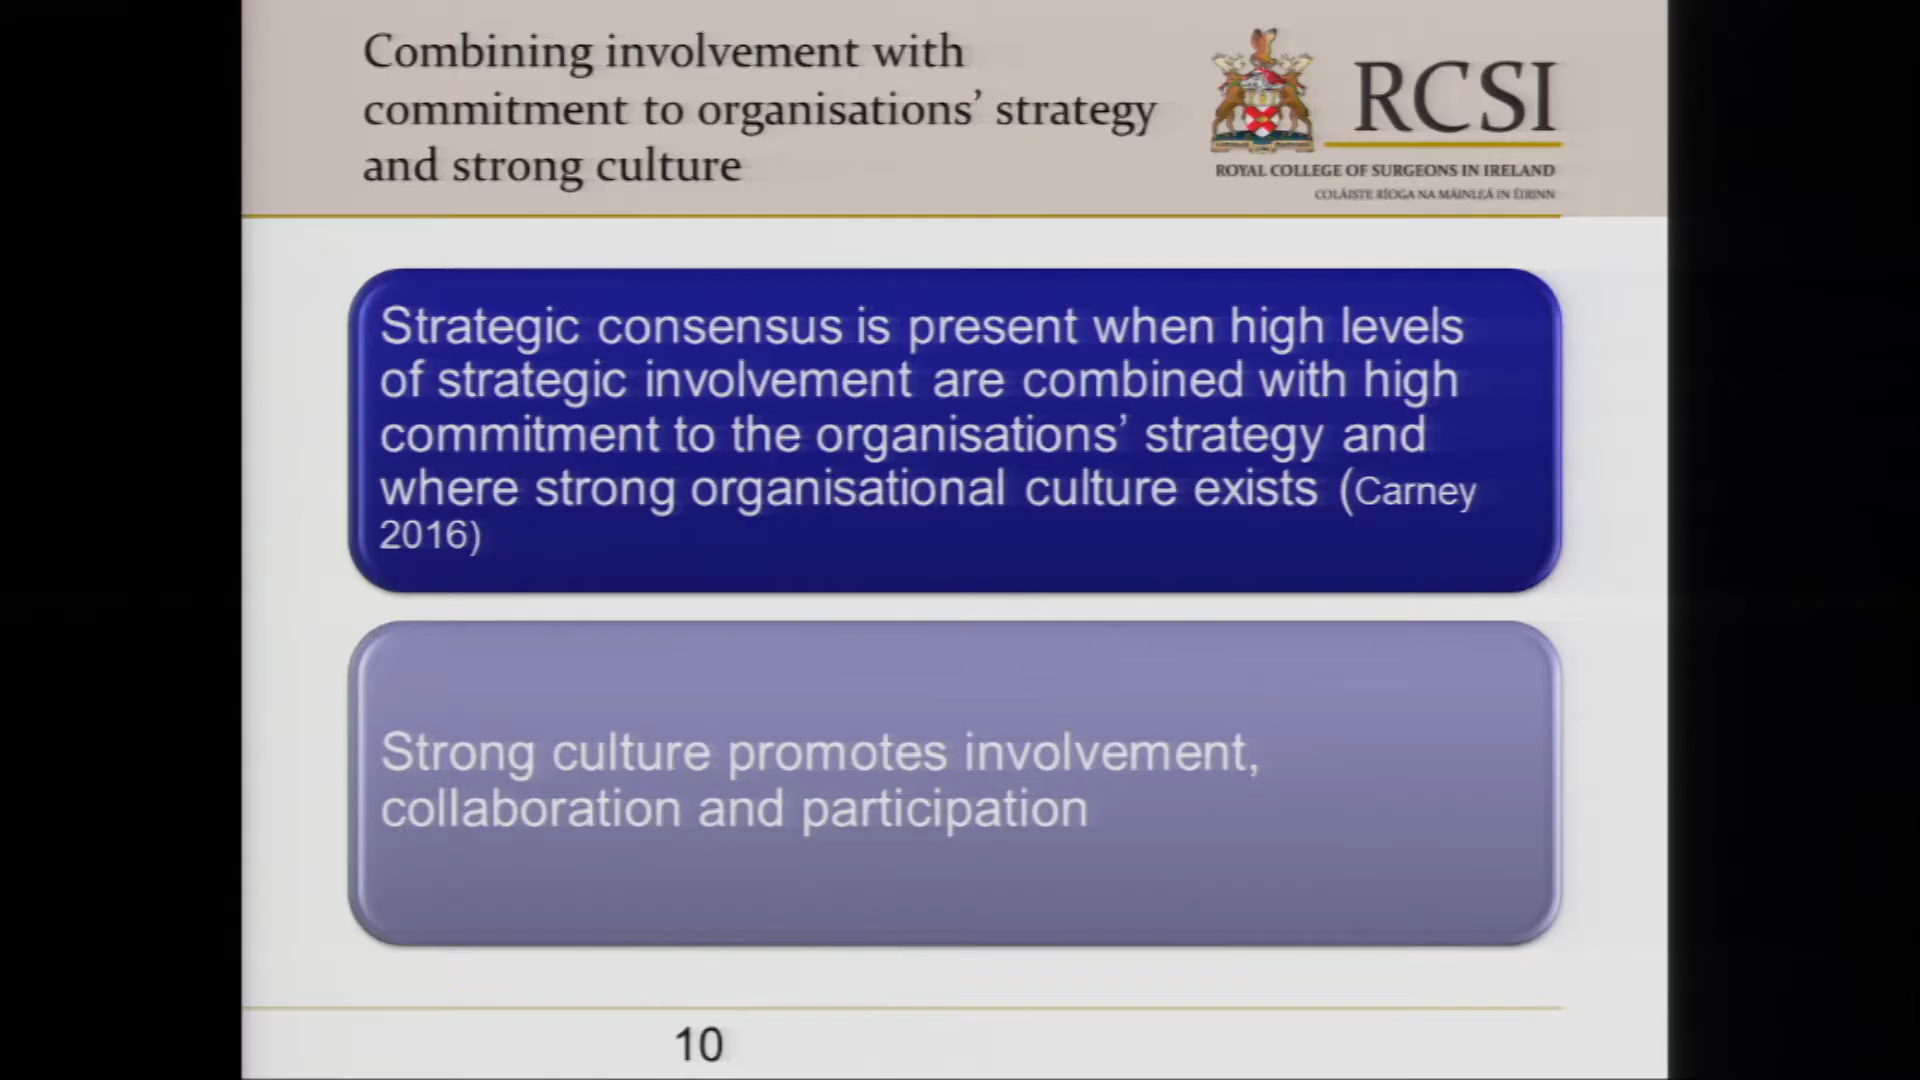 Combining involvement with
commitment to organisations’ strategy
and strong culture
RCSI
ROYAL COLLEGE OF SURGEONS IN IRELAND
COLÁISTE RÍOGA NA MÁINLEÁ IN ÉIRINN
Strategic consensus is present when high levels
of strategic involvement are combined with high
commitment to the organisations’ strategy and
where strong organisational culture exists (Carney
2016)
Strong culture promotes involvement,
collaboration and participation
10